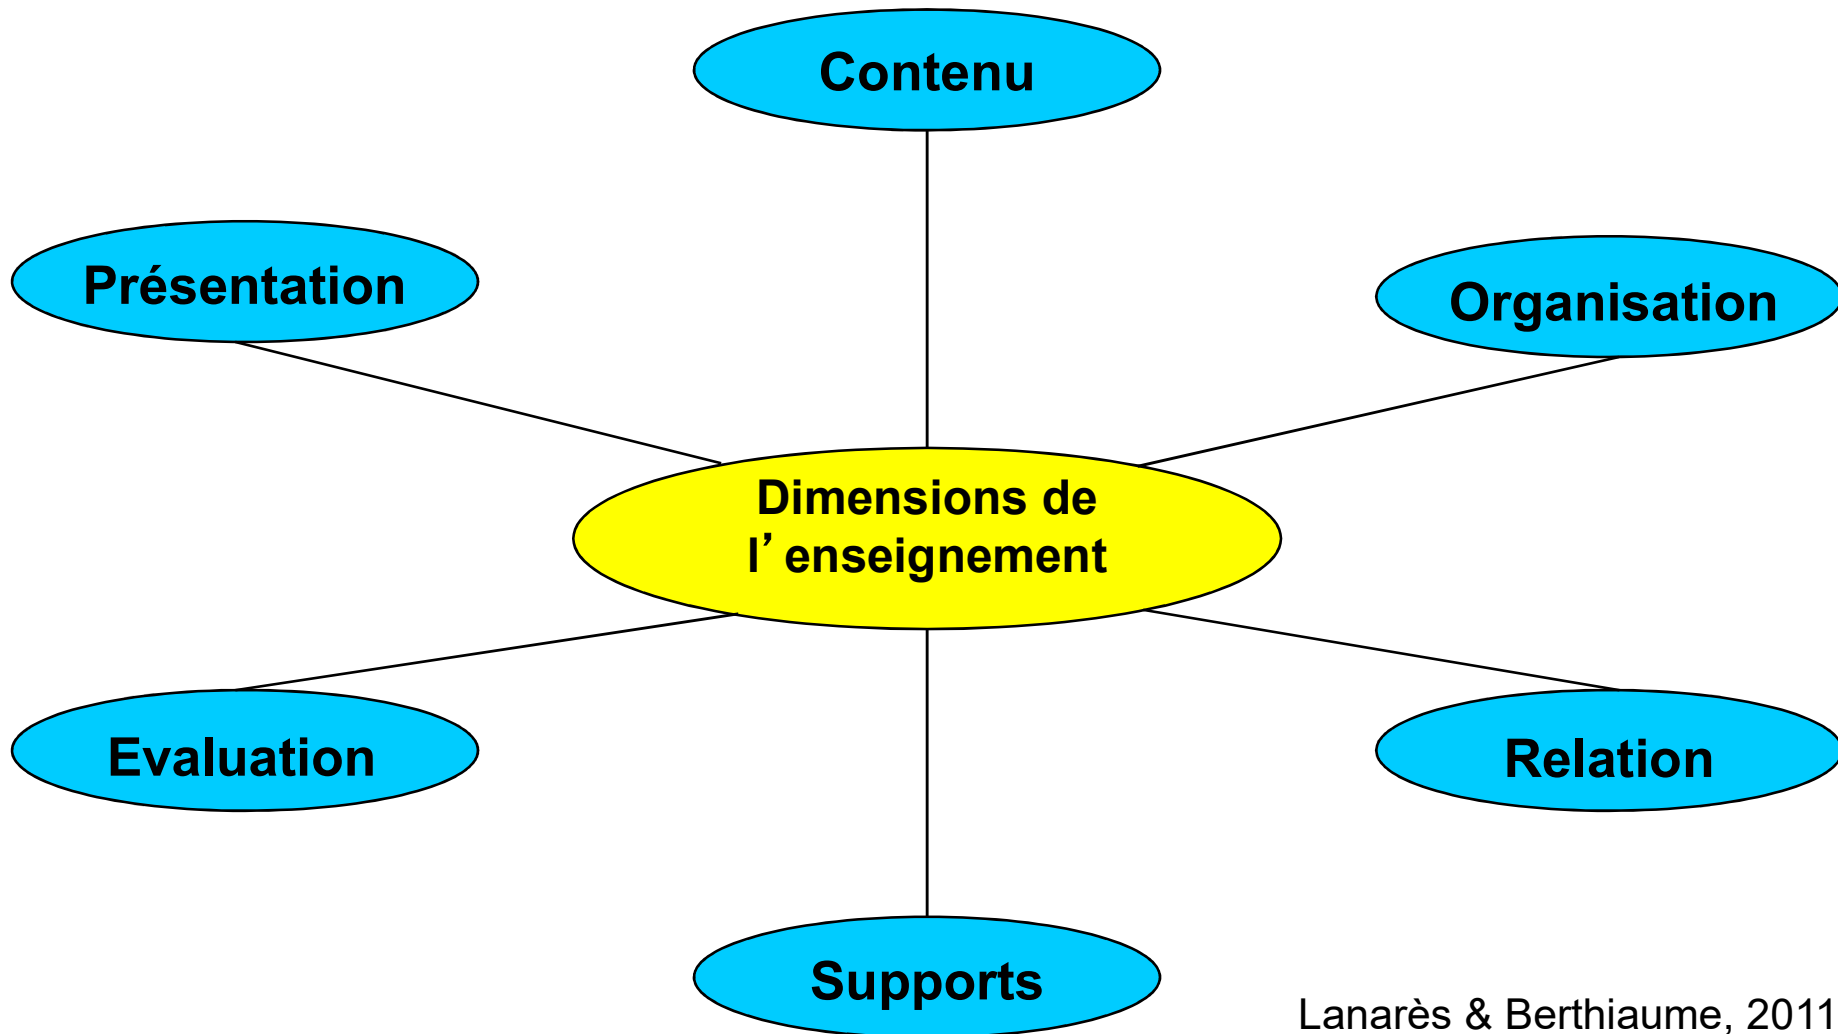 Contenu
Présentation
Organisation
Dimensions de
l’ enseignement
Evaluation
Relation
Supports
Lanarès & Berthiaume, 2011